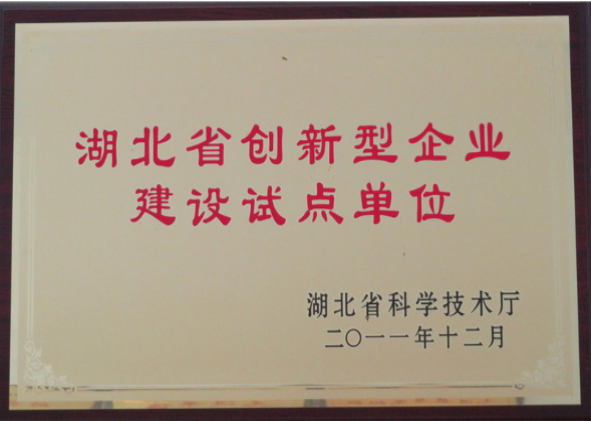 湖北省创新型企业
建设试点单位
湖北省科学技术厅
二〇一一年十二月